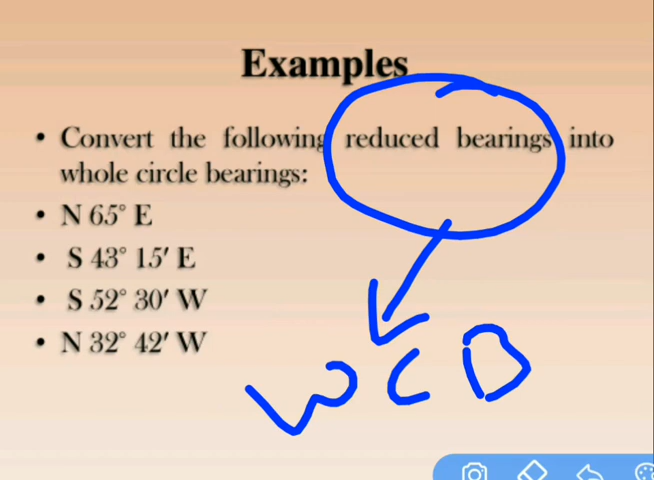 Examples
• Convert the following reduced bearings into
whole circle bearings:
• N 65° E
• S 43° 15′ E
• S 52° 30′ W
• N 32° 42′ W
WCB